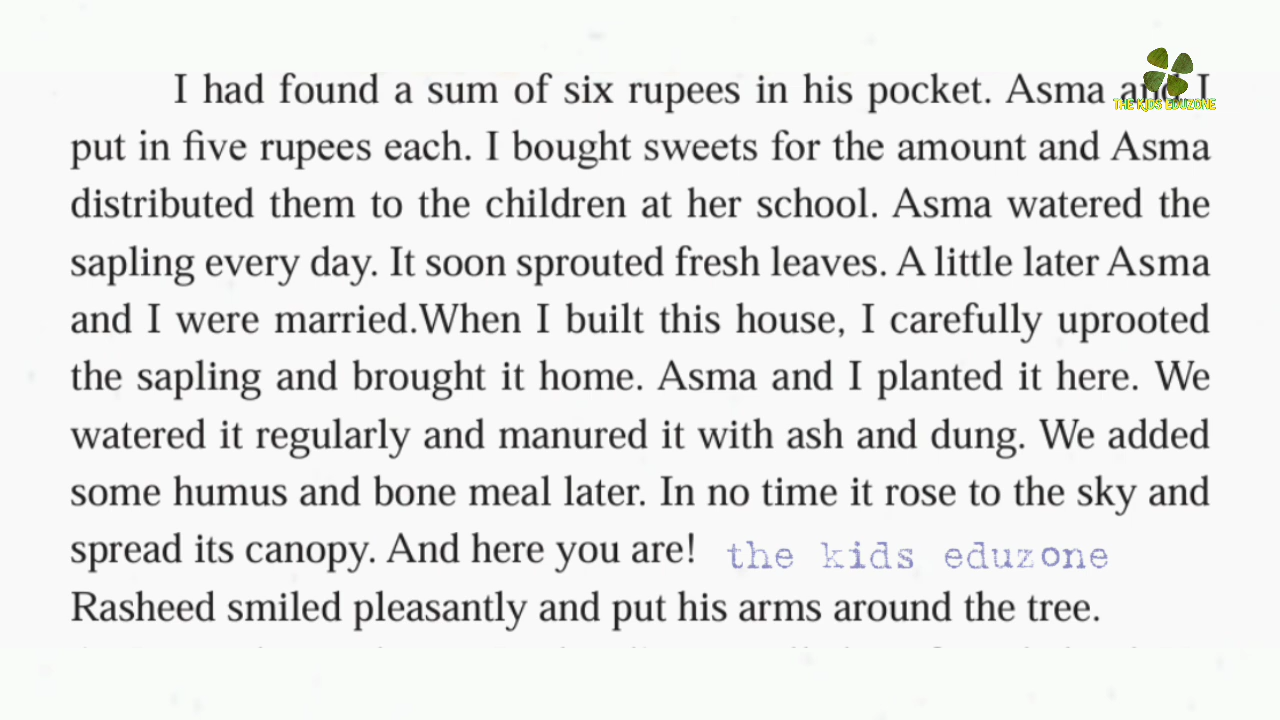 I had found a sum of six rupees in his pocket. Asma and I
THE KIDS EDUZONE
put in five rupees each. I bought sweets for the amount and Asma
distributed them to the children at her school. Asma watered the
sapling every day. It soon sprouted fresh leaves. A little later Asma
and I were married.When I built this house, I carefully uprooted
the sapling and brought it home. Asma and I planted it here. We
watered it regularly and manured it with ash and dung. We added
some humus and bone meal later. In no time it rose to the sky and
spread its canopy. And here you are! the kids eduzone
Rasheed smiled pleasantly and put his arms around the tree.